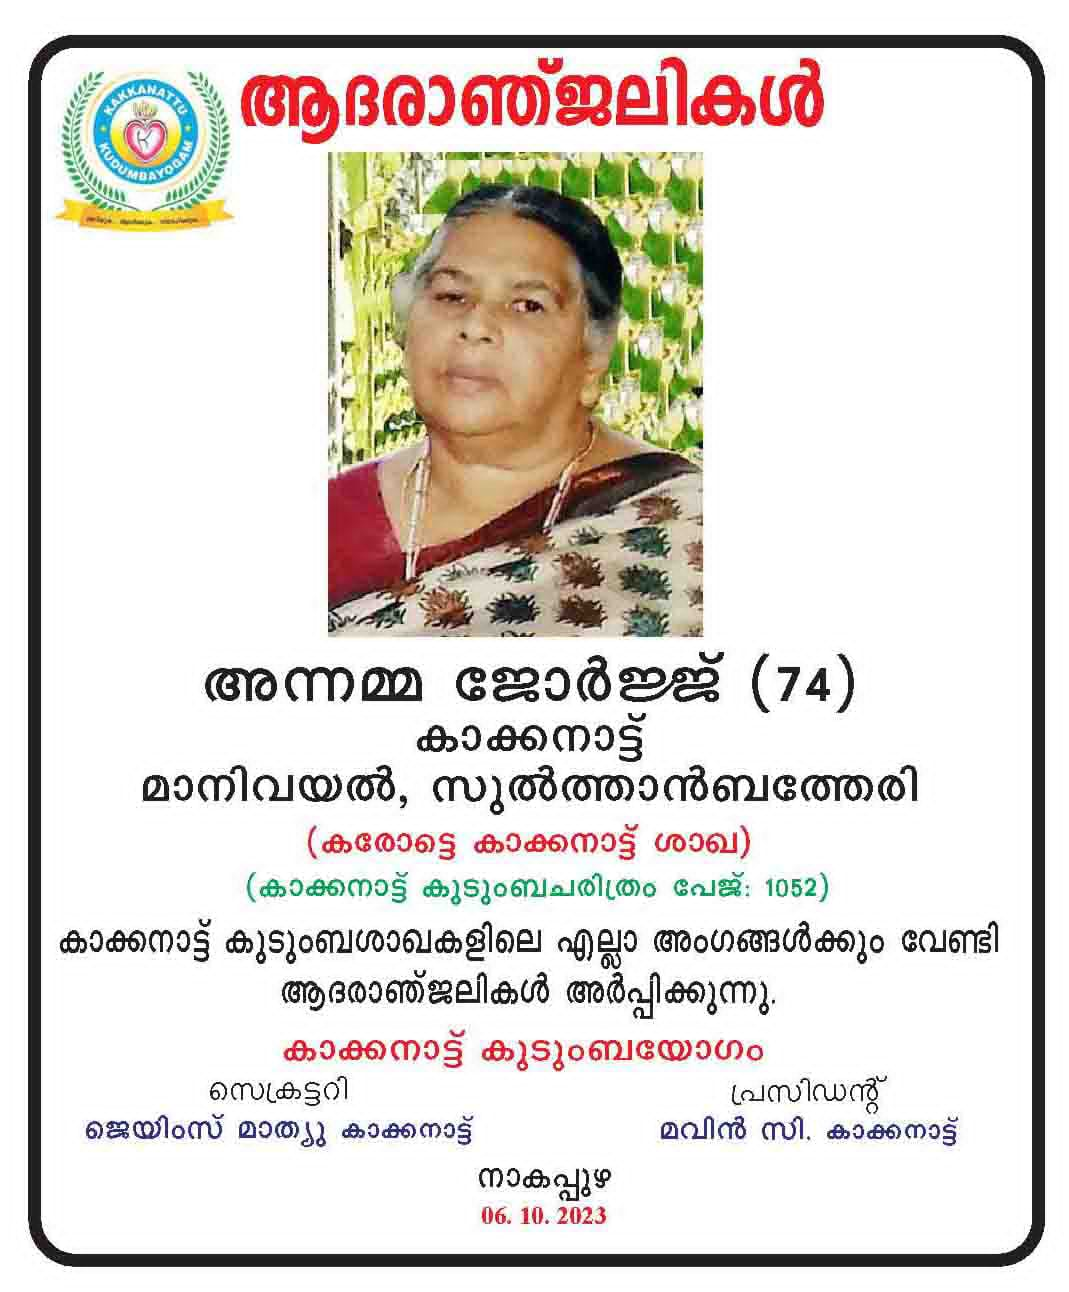 ആദരാഞ്ജലികൾ
KAKKANATTU
KUDUMBAYOGAM
അന്നമ്മ ജോർജ്ജ് (74)
കാക്കനാട്ട്
മാനിവയൽ, സുൽത്താൻബത്തേരി
(കരോട്ടെ കാക്കനാട്ട് ശാഖ)
(കാക്കനാട്ട് കുടുംബചരിത്രം പേജ്: 1052)
കാക്കനാട്ട് കുടുംബശാഖകളിലെ എല്ലാ അംഗങ്ങൾക്കും വേണ്ടി
ആദരാഞ്ജലികൾ അർപ്പിക്കുന്നു.
കാക്കനാട്ട് കുടുംബയോഗം
സെക്രട്ടറി പ്രസിഡന്റ്
ജെയിംസ് മാത്യു കാക്കനാട്ട് മവിൻ സി. കാക്കനാട്ട്
നാകപ്പുഴ
06. 10. 2023